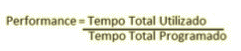 Performance = Tempo Total Utilizado
Tempo Total Programado